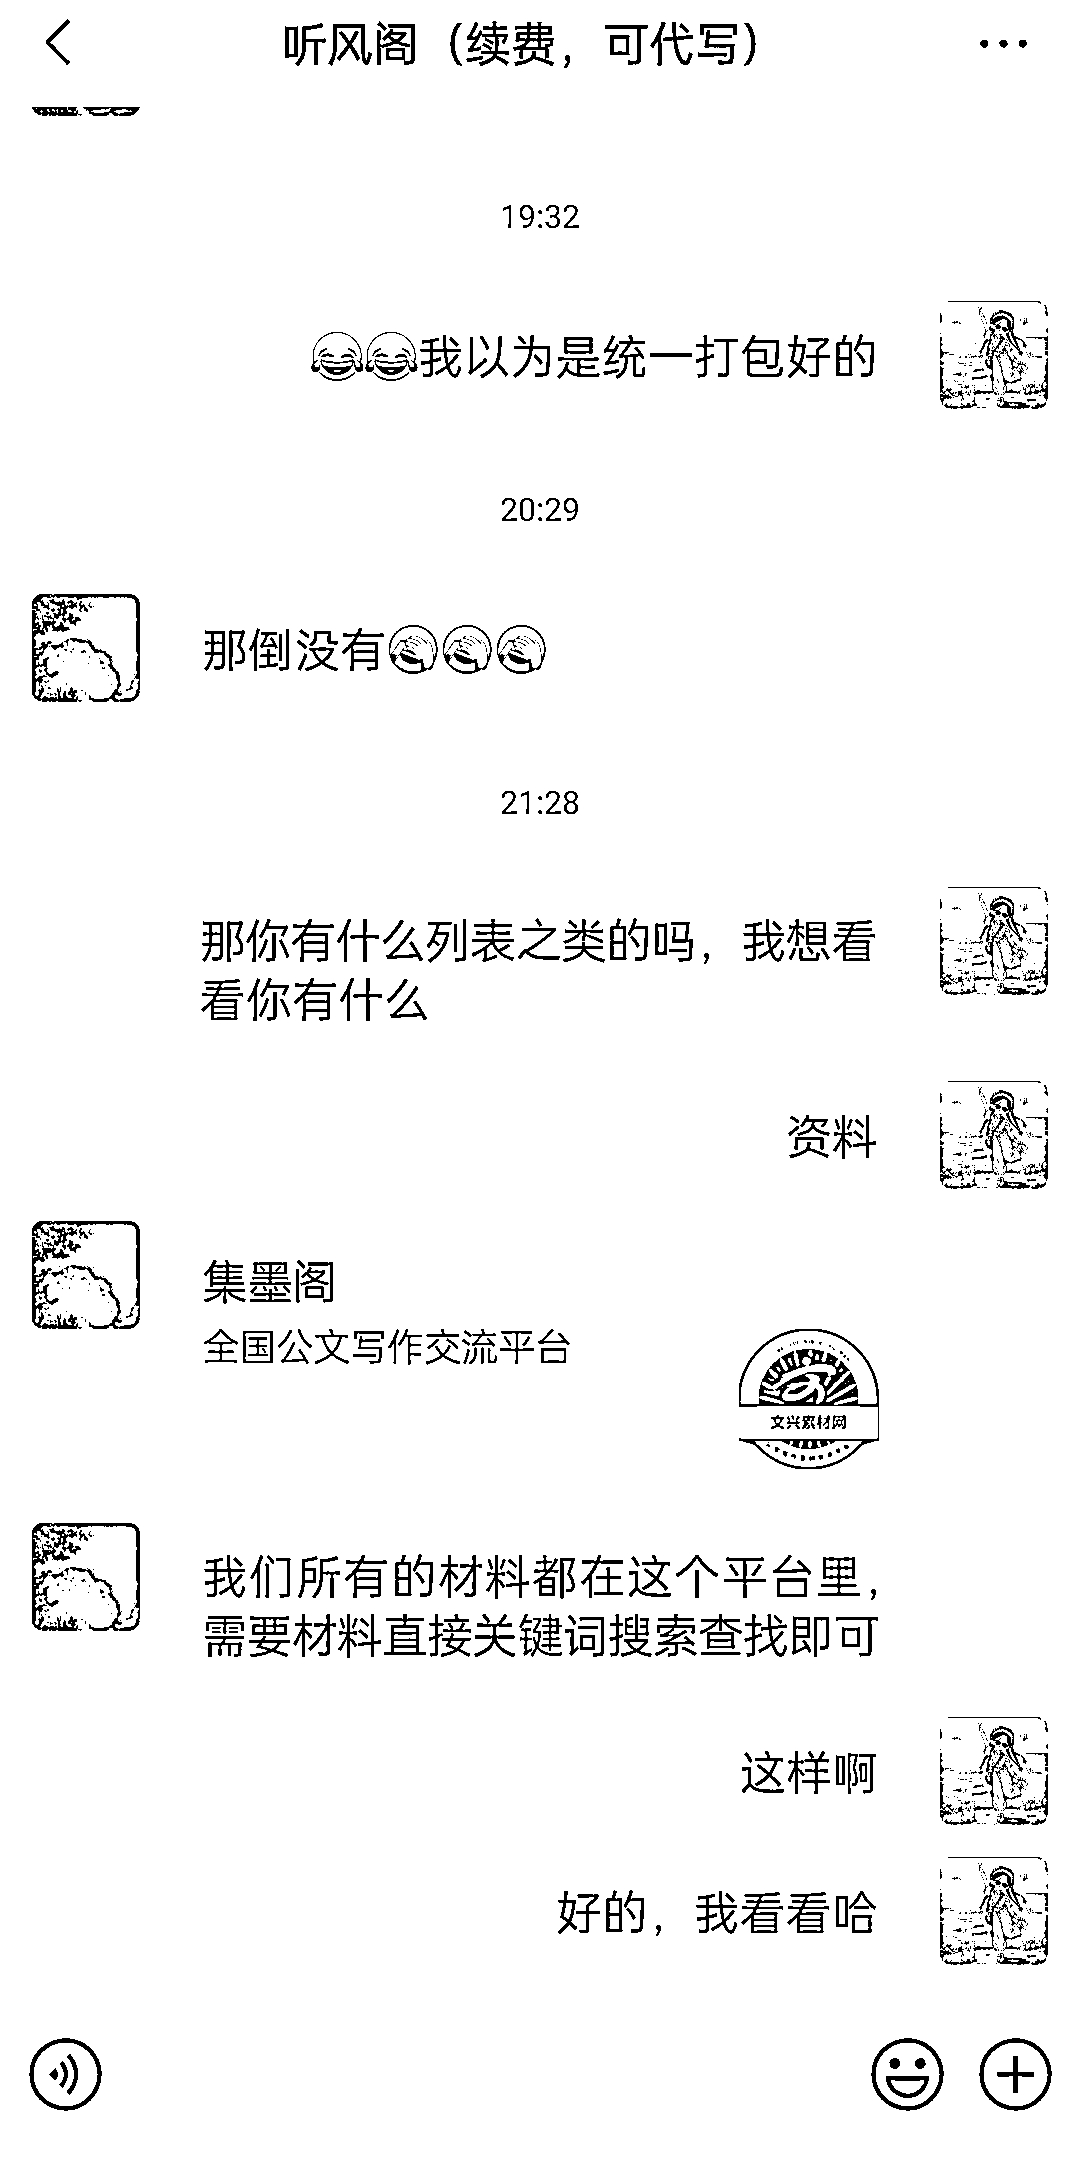 听风阁（续费，可代写）
19:32
😂😂我以为是统一打包好的
20:29
那倒没有🤦🤦🤦
21:28
那你有什么列表之类的吗，我想看
看你有什么
资料
集墨阁
全国公文写作交流平台
文兴素材网
我们所有的材料都在这个平台里，
需要材料直接关键词搜索查找即可
这样啊
好的，我看看哈